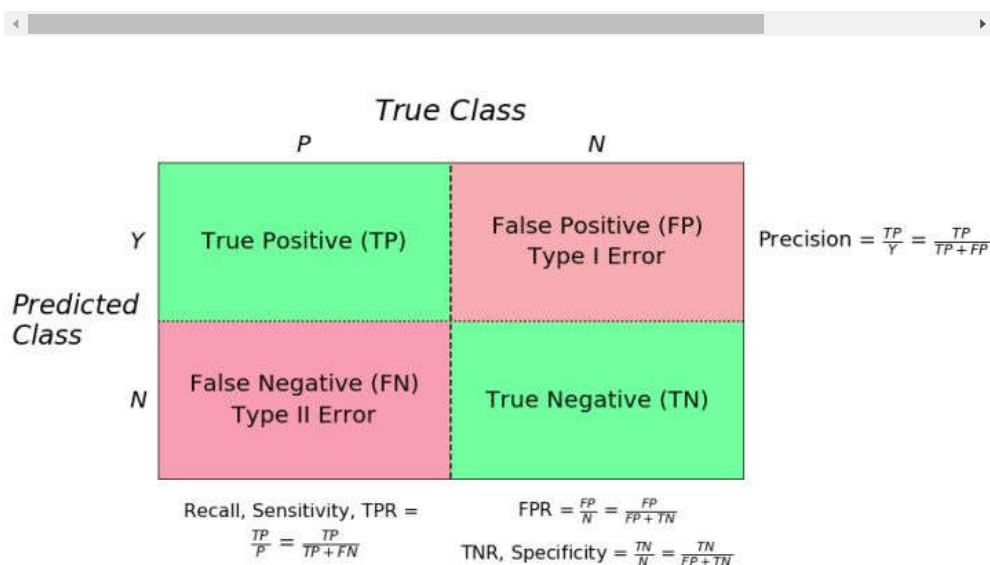 True Class
P N
Y True Positive (TP) False Positive (FP)
Type I Error
Precision = TP/Y = TP/TP+FP
Predicted
Class
N False Negative (FN)
Type II Error
True Negative (TN)
Recall, Sensitivity, TPR =
TP/P = TP/TP+FN
FPR = FP/N = FP/FP+TN
TNR, Specificity = TN/N = TN/FP+TN